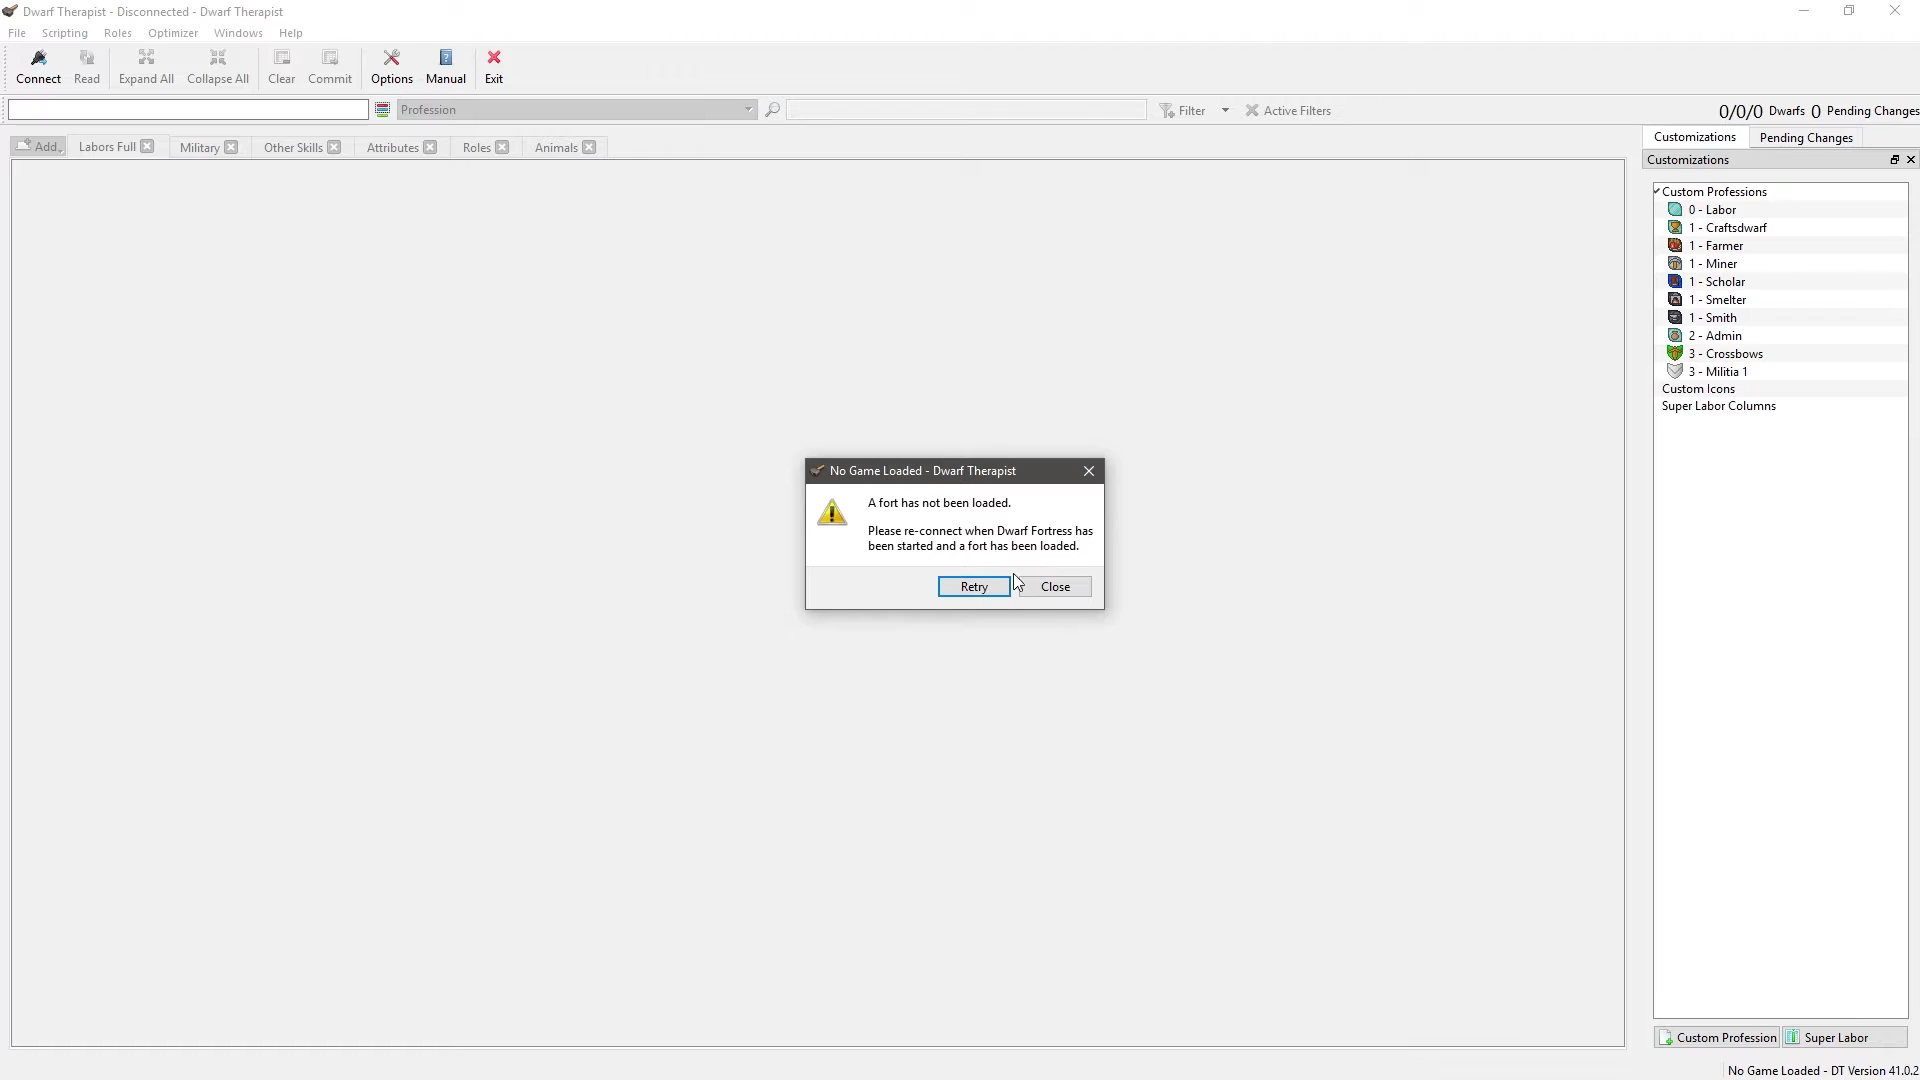 Dwarf Therapist - Disconnected - Dwarf Therapist
File Scripting Roles Optimizer Windows Help
Connect Read Expand All Collapse All Clear Commit Options Manual Exit
Profession Filter Active Filters 0/0/0 Dwarfs 0 Pending Changes
Add Labors Full Military Other Skills Attributes Roles Animals
Customizations Pending Changes
Customizations
Custom Professions
0 - Labor
1 - Craftsdwarf
1 - Farmer
1 - Miner
1 - Scholar
1 - Smelter
1 - Smith
2 - Admin
3 - Crossbows
3 - Militia 1
Custom Icons
Super Labor Columns
No Game Loaded - Dwarf Therapist
A fort has not been loaded.
Please re-connect when Dwarf Fortress has
been started and a fort has been loaded.
Retry Close
Custom Profession Super Labor
No Game Loaded - DT Version 41.0.2